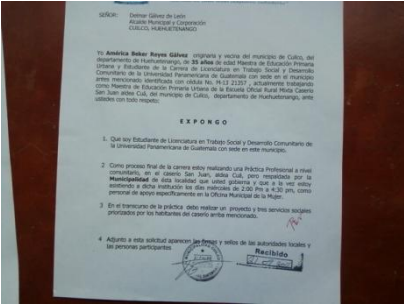 SEÑOR: Delmar Gálvez de León
Alcalde Municipal y Corporación
CUILCO, HUEHUETENANGO
Yo América Bekav Reyes Gálvez originaria y vecina del municipio de Cuilco, del
departamento de Huehuetenango, de 35 años de edad Maestra de Educación Primaria
Urbana y Estudiante de la Carrera de Licenciatura en Trabajo Social y Desarrollo
Comunitario de la Universidad Panamericana de Guatemala con sede en el municipio
antes mencionado identificada con cédula No. M-13 21357 , actualmente trabajando
como Maestra de Educación Primaria Urbana de la Escuela Oficial Rural Mixta Caserío
San Juan aldea Cuá, del municipio de Cuilco, departamento de Huehuetenango, ante
ustedes con todo respeto:
E X P O N G O
1. Que soy Estudiante de Licenciatura en Trabajo Social y Desarrollo Comunitario de
la Universidad Panamericana de Guatemala con sede en este municipio.
2 Como proceso final de la carrera estoy realizando una Práctica Profesional a nivel
comunitario, en el caserío San Juan, aldea Cuá, pero respaldada por la
Municipalidad de esta localidad que usted gobierna y que a la vez estoy
asistiendo a dicha institución los días miércoles de 2:00 Pm a 4:30 pm, como
personal de apoyo específicamente en la Oficina Municipal de la Mujer.
3 En el transcurso de la práctica debo realizar un proyecto y tres servicios sociales
priorizados por los habitantes del caserío arriba mencionado.
4 Adjunto a esta solicitud aparecen las firmas y sellos de las autoridades locales y
las personas participantes
Recibido